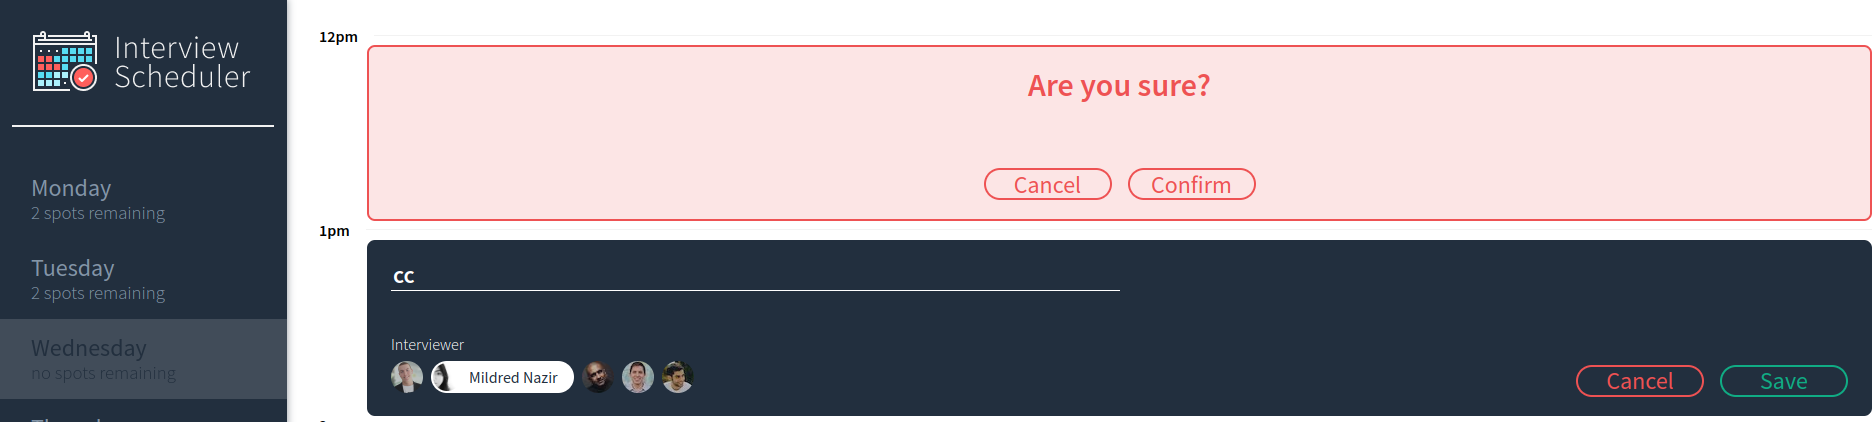 Interview
Scheduler
Monday
2 spots remaining
Tuesday
2 spots remaining
Wednesday
no spots remaining
12pm
Are you sure?
Cancel Confirm
1pm
cc
Interviewer
Mildred Nazir
Cancel Save